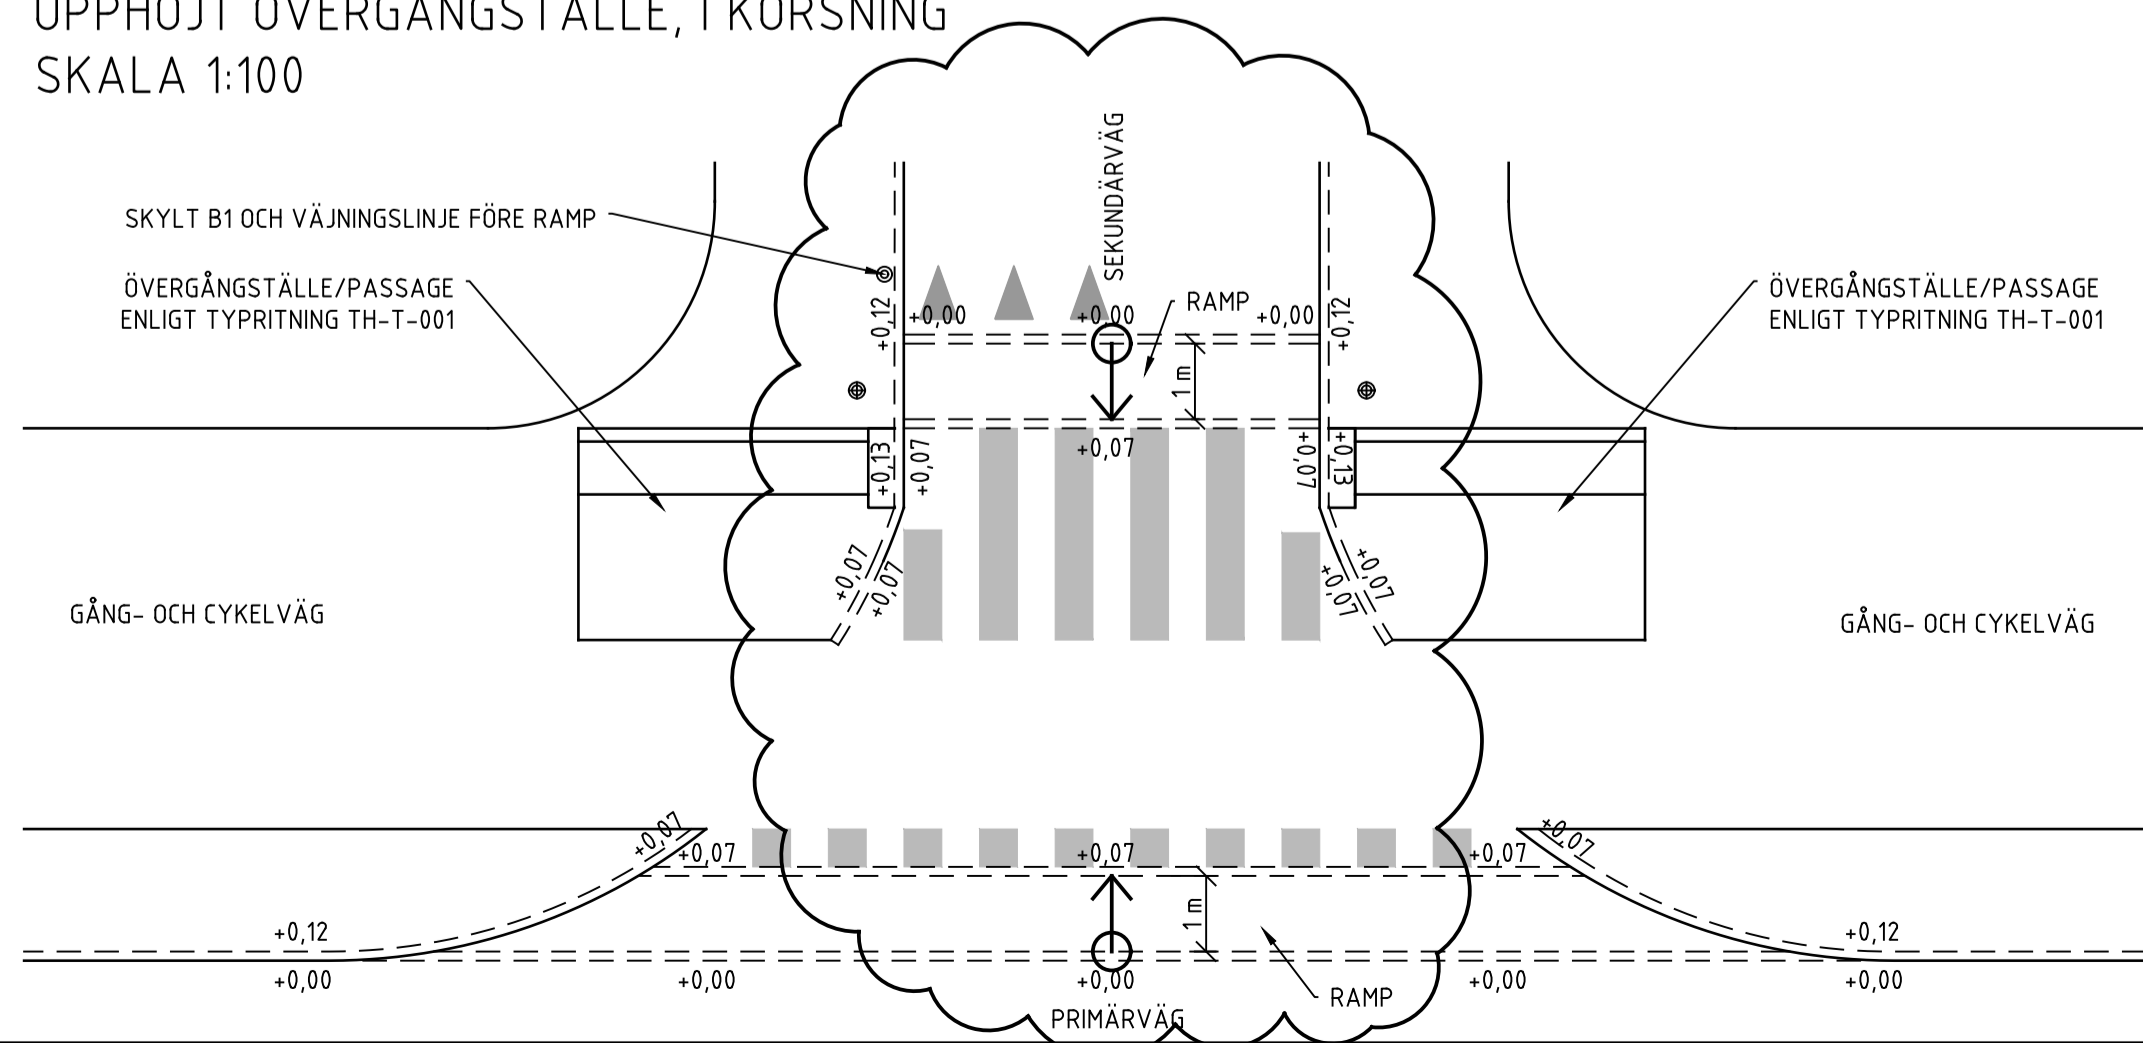 UPPHÖJT ÖVERGÅNGSTÄLLE, I KORSNING
SKALA 1:100
SEKUNDÄRVÄG
SKYLT B1 OCH VÄJNINGSLINJE FÖRE RAMP
ÖVERGÅNGSTÄLLE/PASSAGE
ENLIGT TYPRITNING TH-T-001
+0,12
+0,00
+0,00
+0,00
+0,12
RAMP
1 m
ÖVERGÅNGSTÄLLE/PASSAGE
ENLIGT TYPRITNING TH-T-001
+0,13
+0,07
+0,07
+0,07
+0,13
+0,07
+0,07
+0,07
+0,07
GÅNG- OCH CYKELVÄG
GÅNG- OCH CYKELVÄG
+0,07
+0,07
+0,07
+0,07
+0,07
1 m
+0,12
+0,12
+0,00
+0,00
+0,00
+0,00
+0,00
RAMP
PRIMÄRVÄG